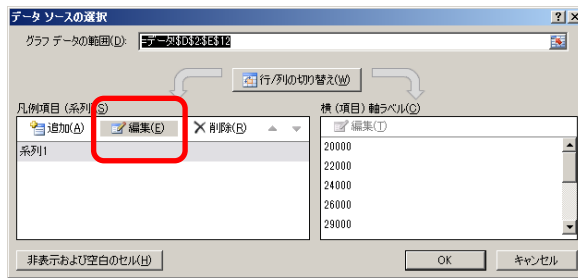 データ ソースの選択
グラフ データの範囲(D): =データ!$D$2:$E$12
行/列の切り替え(W)
凡例項目 (系列)(S)
追加(A) 編集(E) 削除(R)
系列1
横 (項目) 軸ラベル(C)
編集(T)
20000
22000
24000
26000
29000
非表示および空白のセル(H)
OK キャンセル